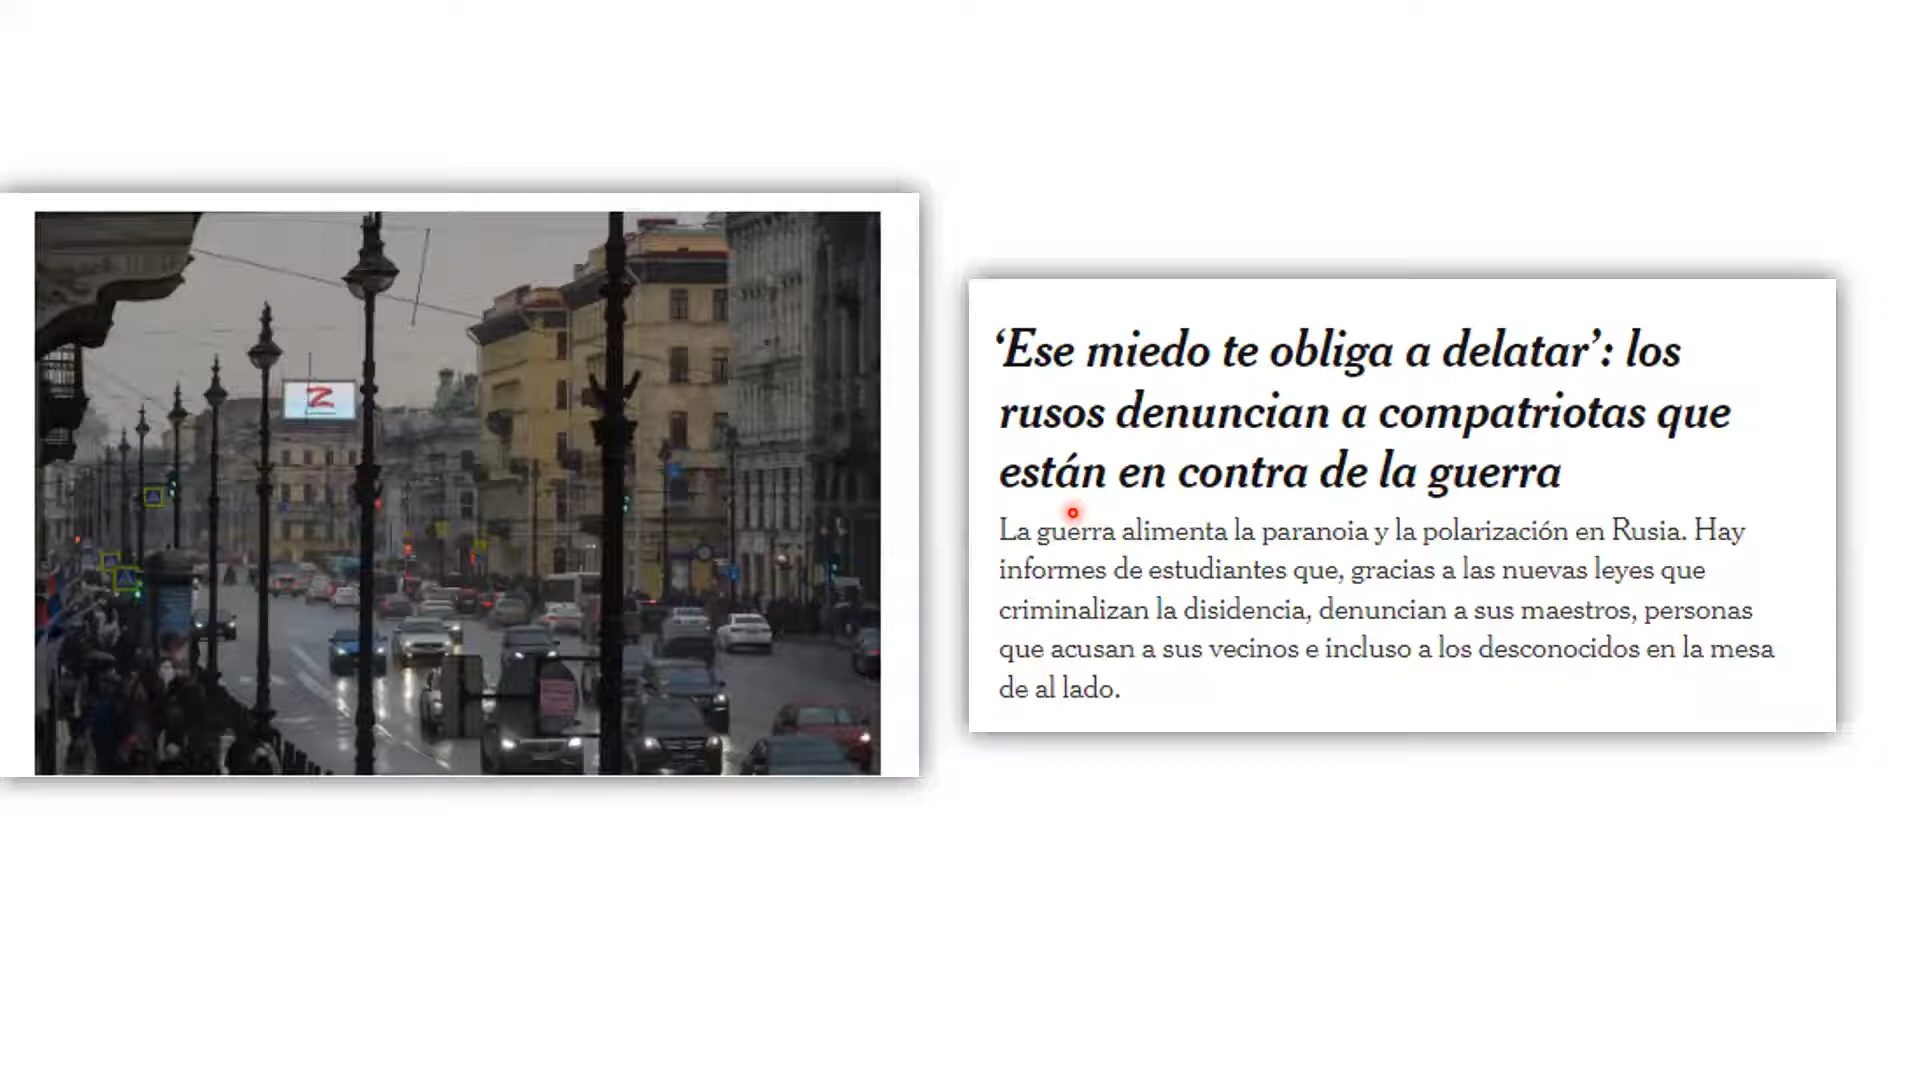 Z
‘Ese miedo te obliga a delatar’: los
rusos denuncian a compatriotas que
están en contra de la guerra
La guerra alimenta la paranoia y la polarización en Rusia. Hay
informes de estudiantes que, gracias a las nuevas leyes que
criminalizan la disidencia, denuncian a sus maestros, personas
que acusan a sus vecinos e incluso a los desconocidos en la mesa
de al lado.